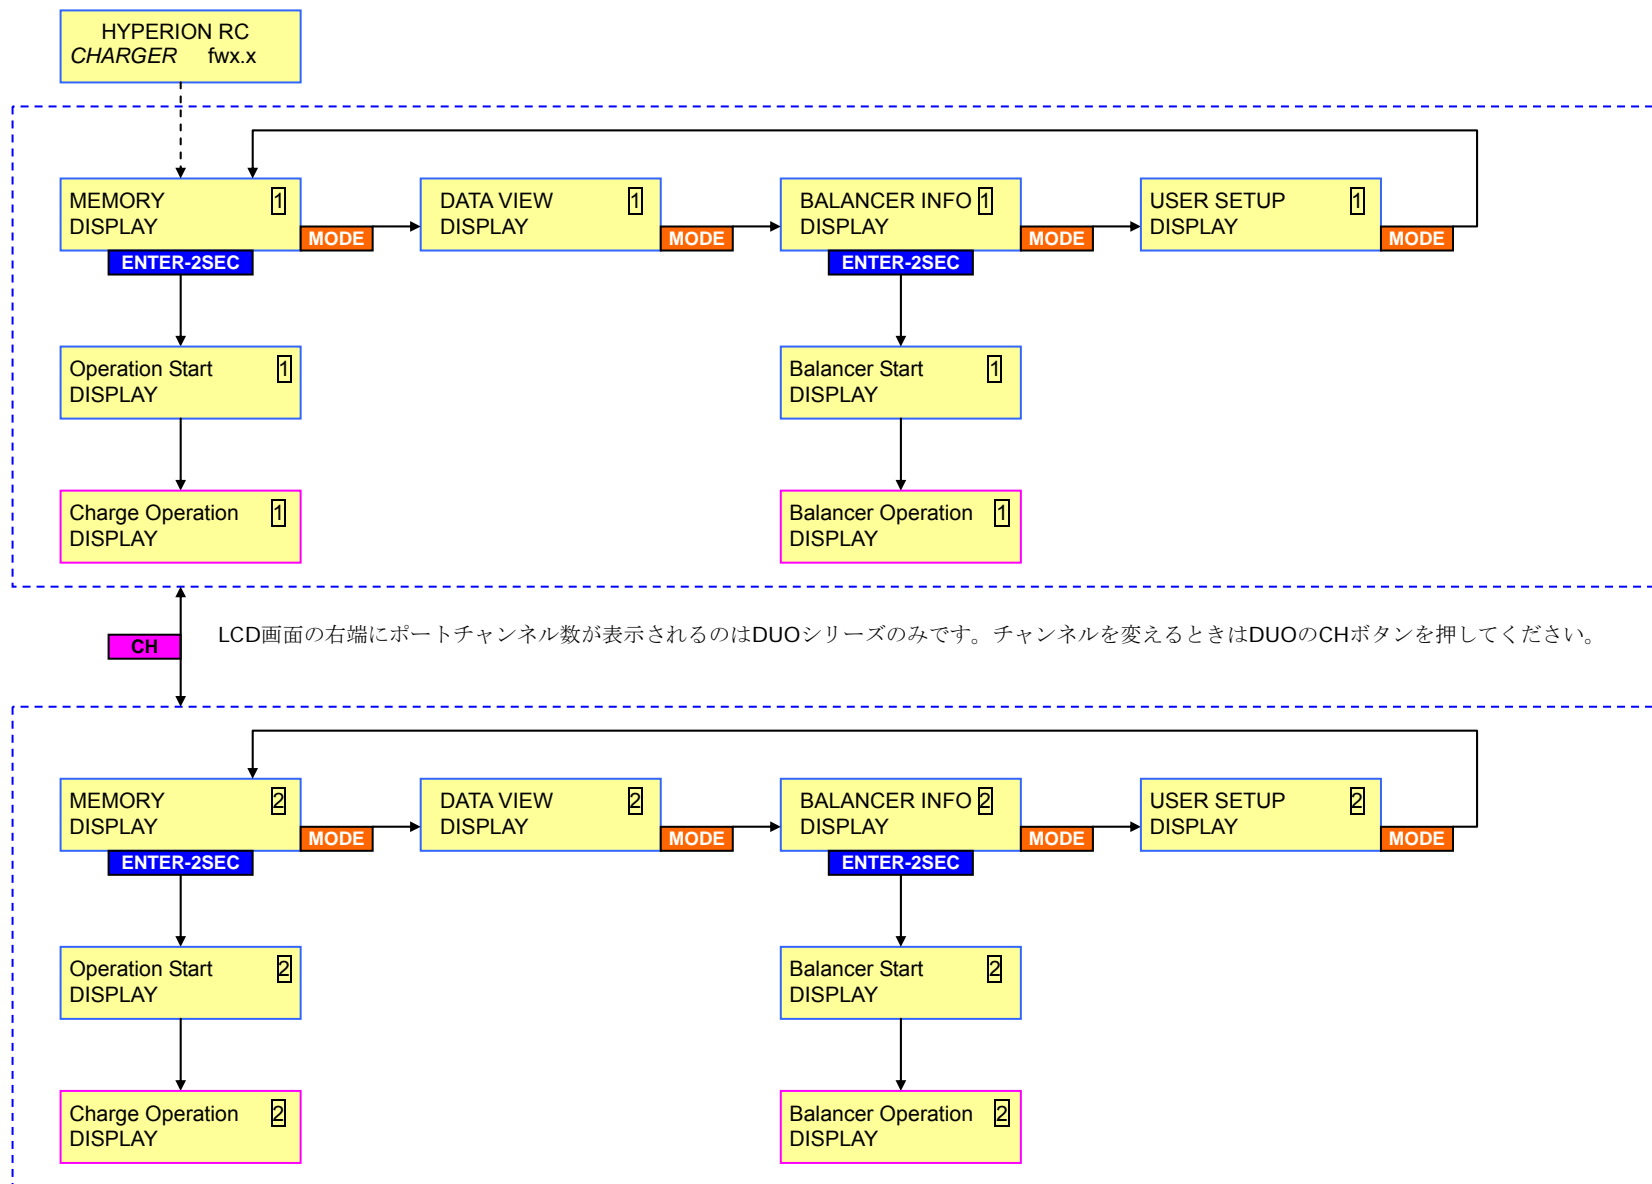 HYPERION RC
CHARGER fwx.x
MEMORY 1
DISPLAY
MODE
ENTER-2SEC
DATA VIEW 1
DISPLAY
MODE
BALANCER INFO 1
DISPLAY
MODE
ENTER-2SEC
USER SETUP 1
DISPLAY
MODE
Operation Start 1
DISPLAY
Balancer Start 1
DISPLAY
Charge Operation 1
DISPLAY
Balancer Operation 1
DISPLAY
CH
LCD画面の右端にポートチャンネル数が表示されるのはDUOシリーズのみです。チャンネルを変えるときはDUOのCHボタンを押してください。
MEMORY 2
DISPLAY
MODE
ENTER-2SEC
DATA VIEW 2
DISPLAY
MODE
BALANCER INFO 2
DISPLAY
MODE
ENTER-2SEC
USER SETUP 2
DISPLAY
MODE
Operation Start 2
DISPLAY
Balancer Start 2
DISPLAY
Charge Operation 2
DISPLAY
Balancer Operation 2
DISPLAY